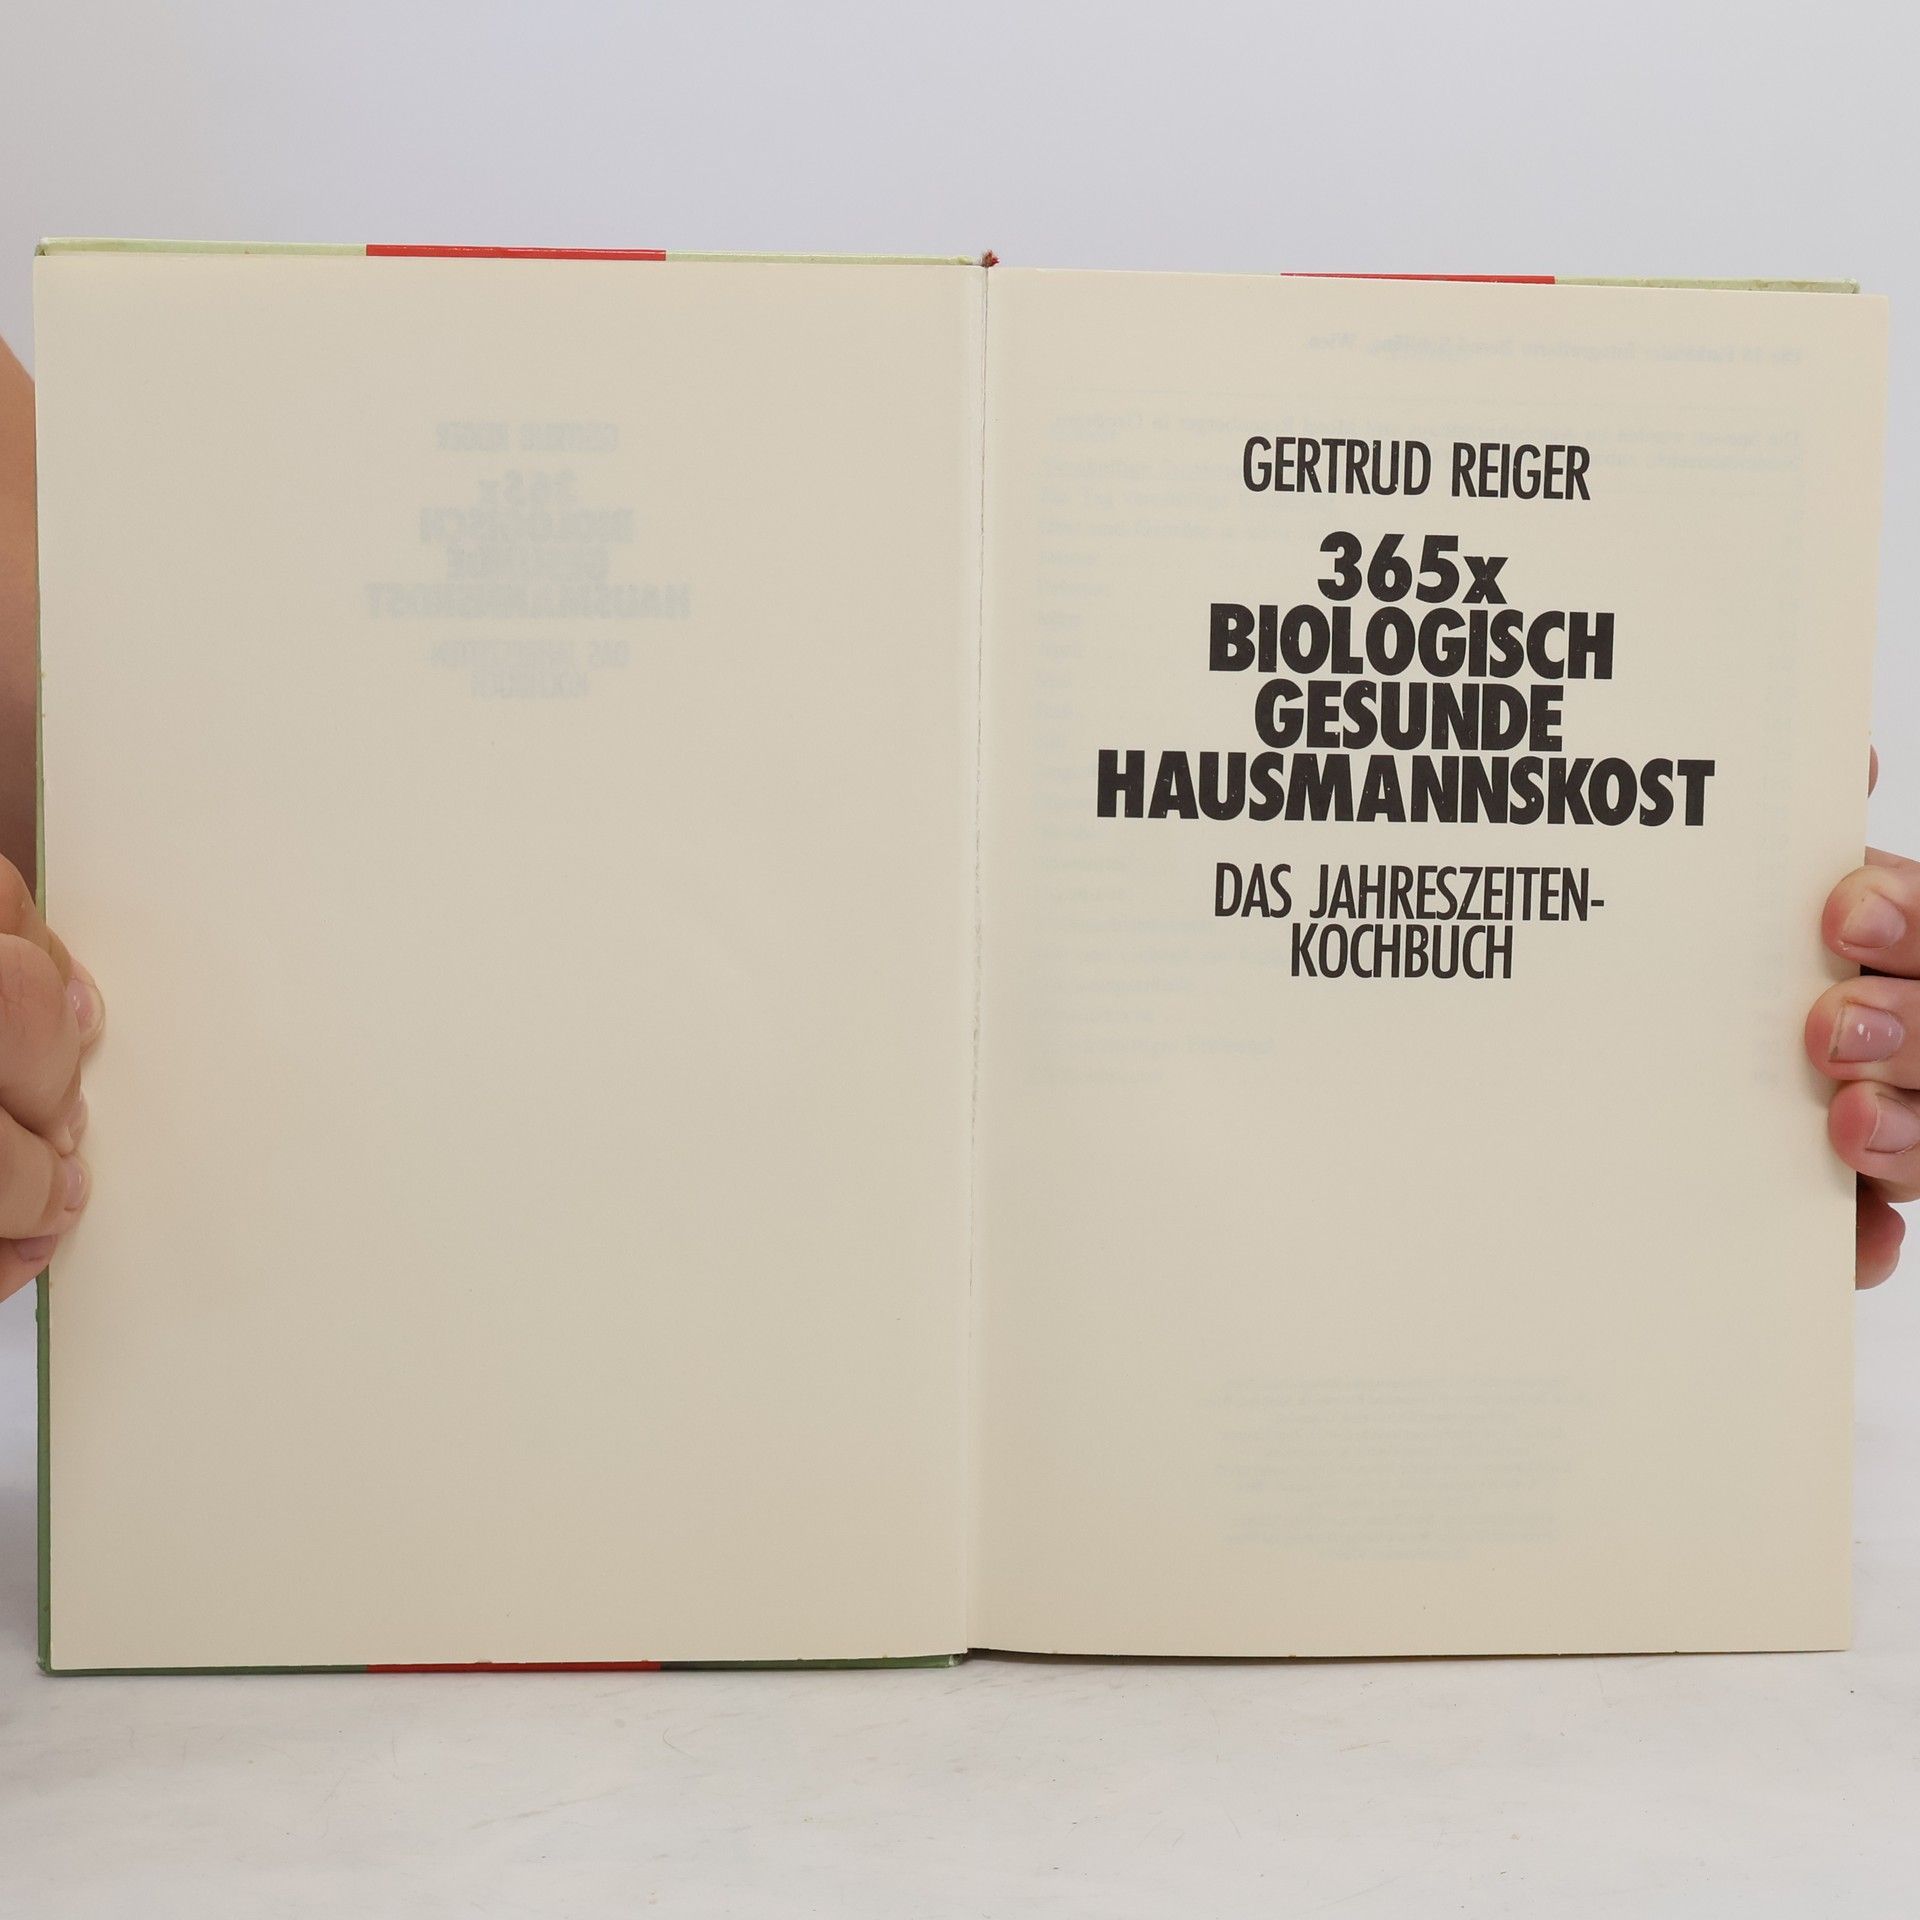 GERTRUD REIGER
365x
BIOLOGISCH
GESUNDE
HAUSMANNSKOST
DAS JAHRESZEITEN-
KOCHBUCH